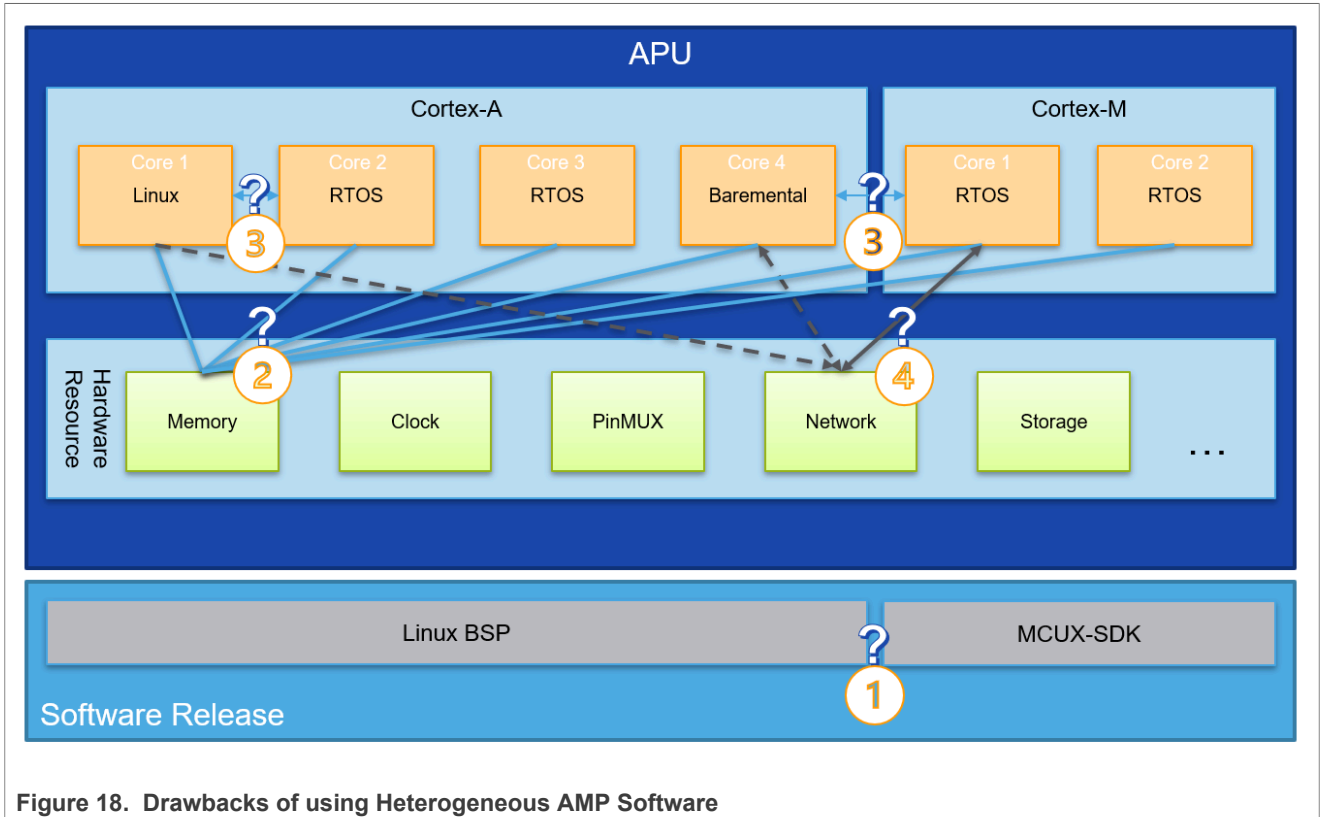 APU
Cortex-A
Cortex-M
Core 1
Linux
Core 2
RTOS
Core 3
RTOS
Core 4
Baremental
Core 1
RTOS
Core 2
RTOS
?
3
?
3
?
2
?
4
Hardware
Resource
Memory
Clock
PinMUX
Network
Storage
...
Linux BSP
?
1
MCUX-SDK
Software Release
Figure 18. Drawbacks of using Heterogeneous AMP Software